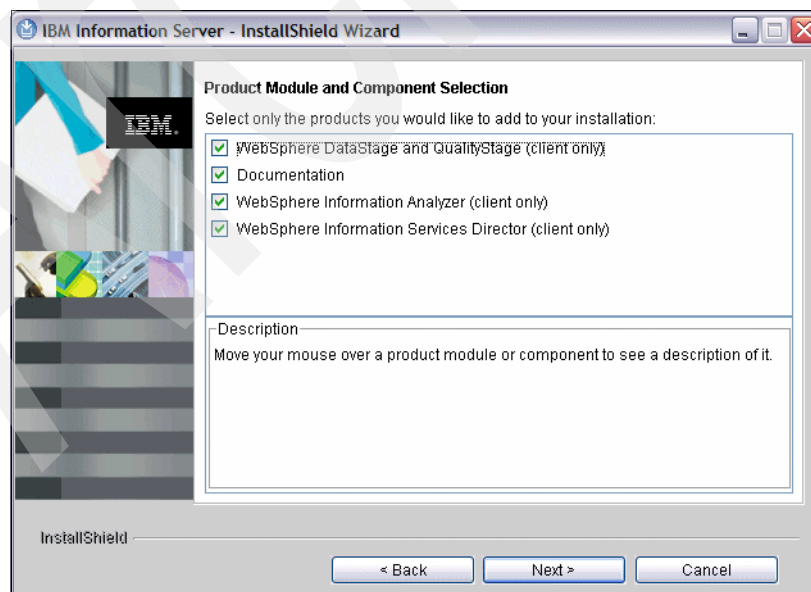 IBM Information Server - InstallShield Wizard
IBM.
Product Module and Component Selection
Select only the products you would like to add to your installation:
WebSphere DataStage and QualityStage (client only)
Documentation
WebSphere Information Analyzer (client only)
WebSphere Information Services Director (client only)
Description
Move your mouse over a product module or component to see a description of it.
InstallShield
< Back
Next >
Cancel